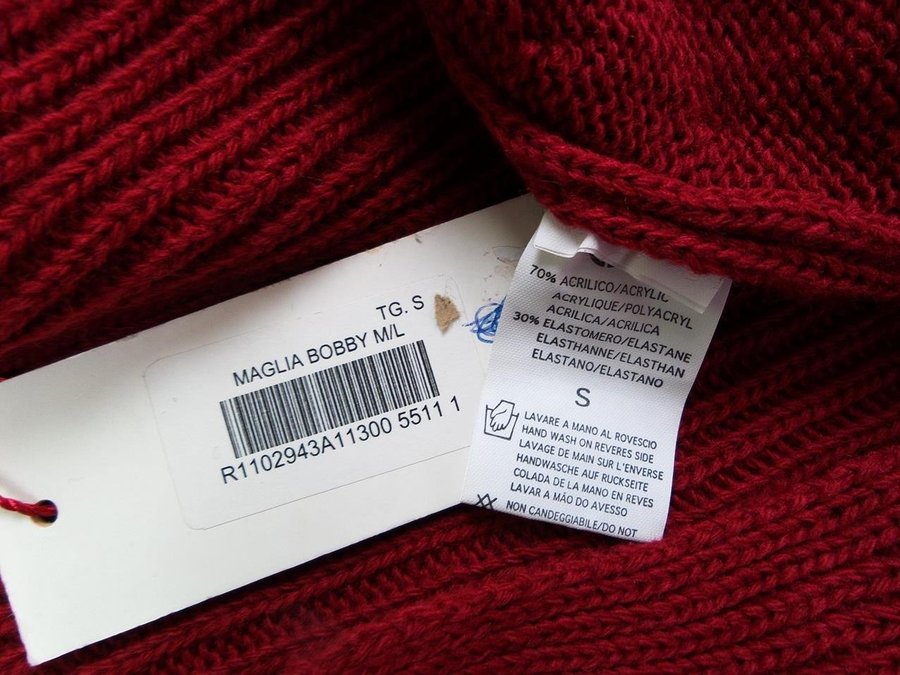 TG. S
MAGLIA BOBBY M/L
R1102943A11300 5511 1
70% ACRILICO/ACRYLIC
ACRYLIQUE/POLYACRYL
ACRILICA/ACRILICA
30% ELASTOMERO/ELASTANE
ELASTHANNE/ELASTHAN
ELASTANO/ELASTANO
S
LAVARE A MANO AL ROVESCIO
HAND WASH ON REVERES SIDE
LAVAGE DE MAIN SUR L'ENVERSE
HANDWASCHE AUF RUCKSEITE
COLADA DE LA MANO EN REVES
LAVAR A MÃO DO AVESSO
NON CANDEGGIABILE/DO NOT